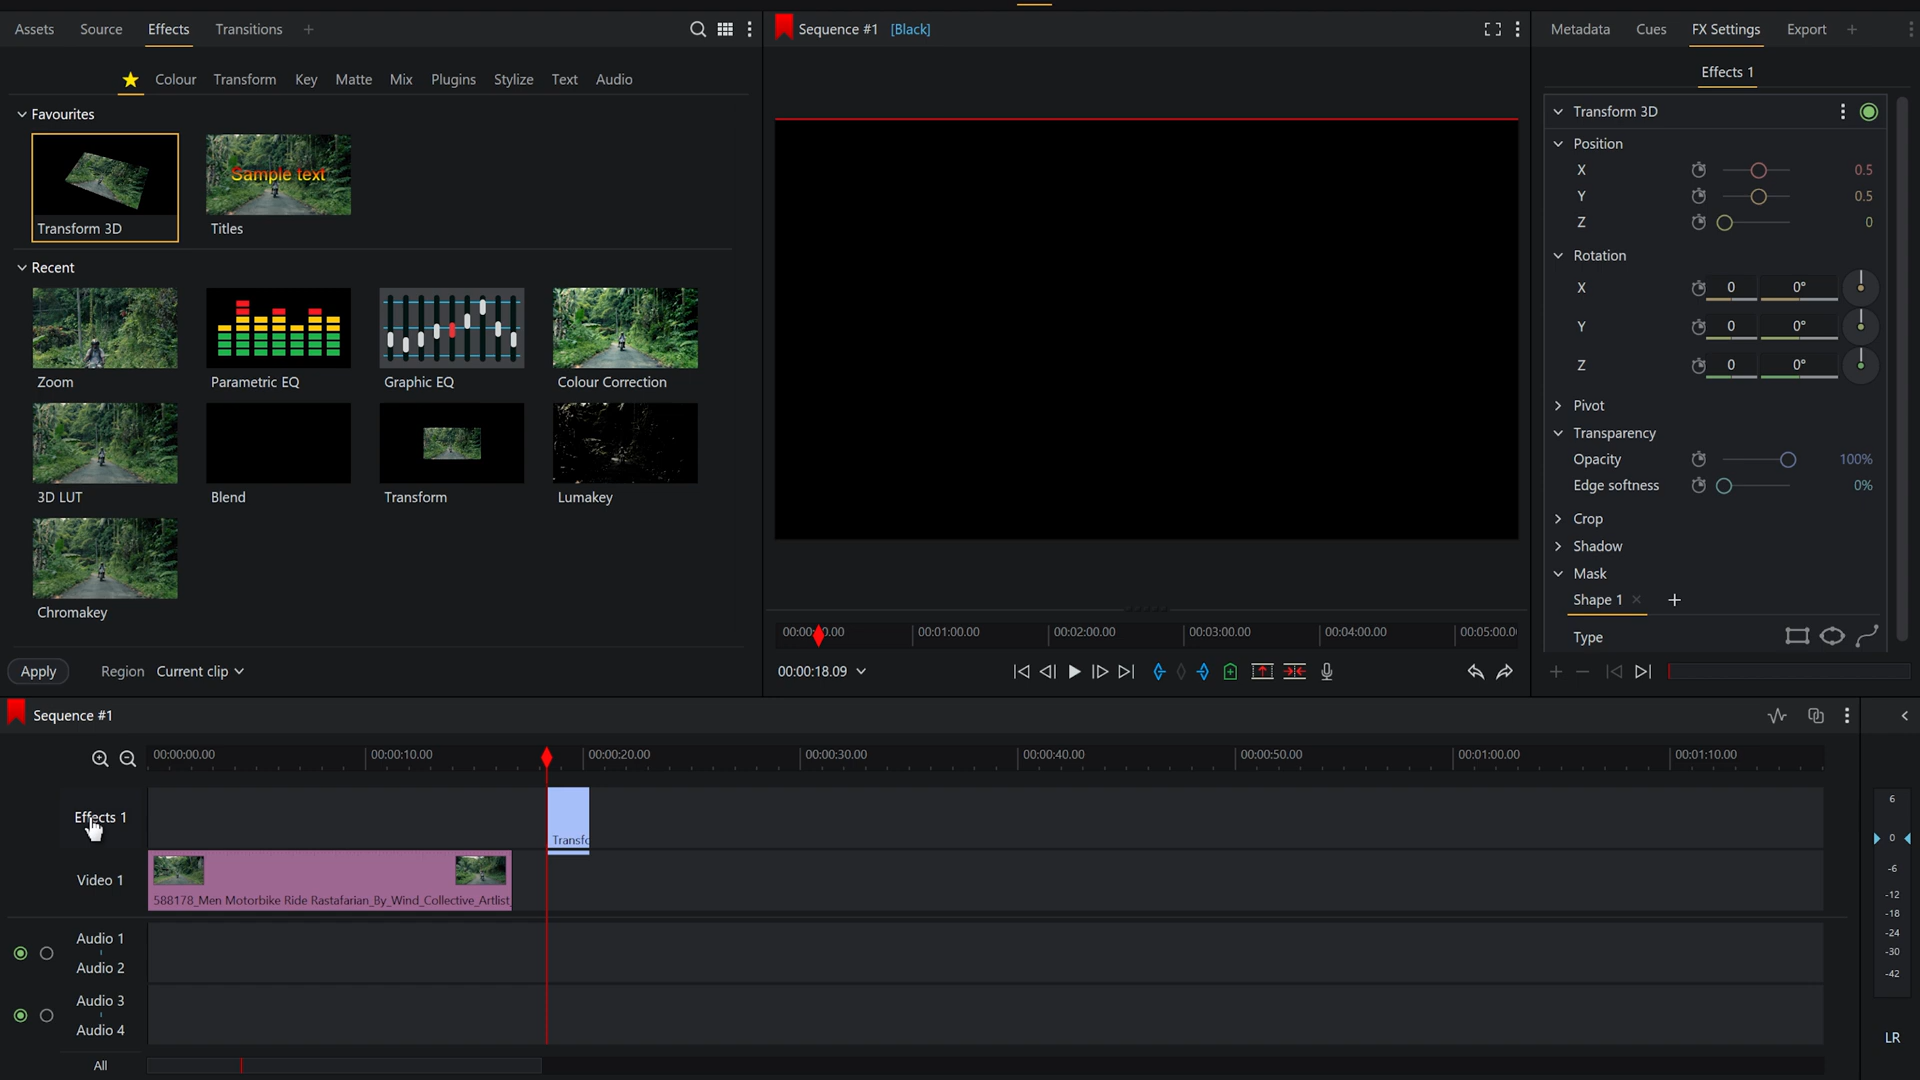 Assets Source Effects Transitions +
Colour Transform Key Matte Mix Plugins Stylize Text Audio
Favourites
Sample text
Transform 3D Titles
Recent
Zoom Parametric EQ Graphic EQ Colour Correction
3D LUT Blend Transform Lumakey
Chromakey
Apply Region Current clip
Sequence #1 [Black]
00:00:00.00 00:01:00.00 00:02:00.00 00:03:00.00 00:04:00.00 00:05:00.0
00:00:18.09
Metadata Cues FX Settings Export +
Effects 1
Transform 3D
Position
X 0.5
Y 0.5
Z 0
Rotation
X 0 0°
Y 0 0°
Z 0 0°
Pivot
Transparency
Opacity 100%
Edge softness 0%
Crop
Shadow
Mask
Shape 1 × +
Type
Sequence #1
00:00:00.00 00:00:10.00 00:00:20.00 00:00:30.00 00:00:40.00 00:00:50.00 00:01:00.00 00:01:10.00
Effects 1
Transfo
Video 1
588178_Men Motorbike Ride Rastafarian_By_Wind_Collective_Artlist_
Audio 1
Audio 2
Audio 3
Audio 4
All
6
0
-6
-12
-18
-24
-30
-42
LR